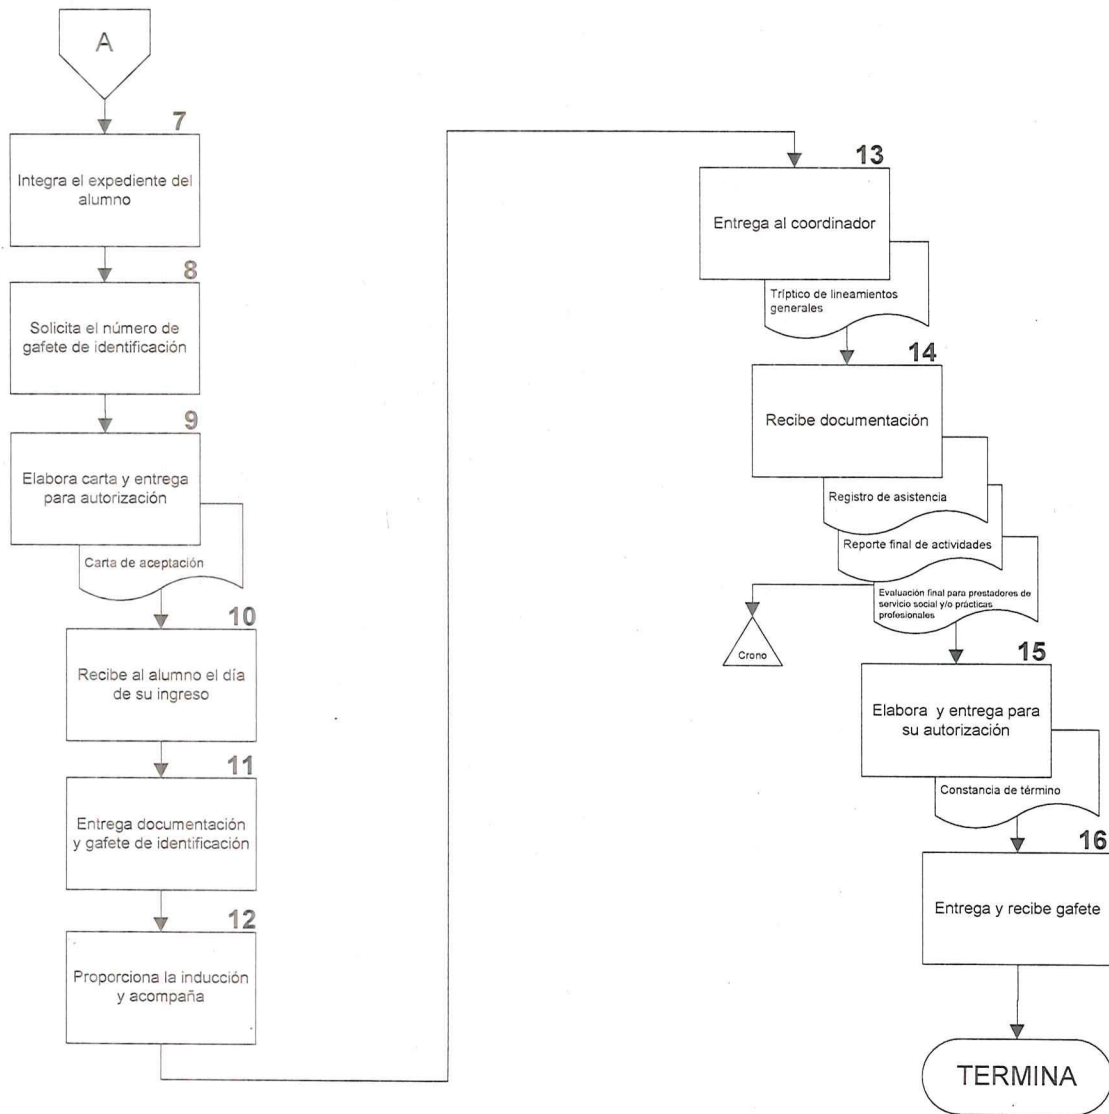 A
7
Integra el expediente del
alumno
8
Solicita el número de
gafete de identificación
9
Elabora carta y entrega
para autorización
Carta de aceptación
10
Recibe al alumno el día
de su ingreso
11
Entrega documentación
y gafete de identificación
12
Proporciona la inducción
y acompaña
13
Entrega al coordinador
Tríptico de lineamientos
generales
14
Recibe documentación
Registro de asistencia
Reporte final de actividades
Evaluación final para prestadores de
servicio social y/o prácticas
profesionales
Crono
15
Elabora y entrega para
su autorización
Constancia de término
16
Entrega y recibe gafete
TERMINA